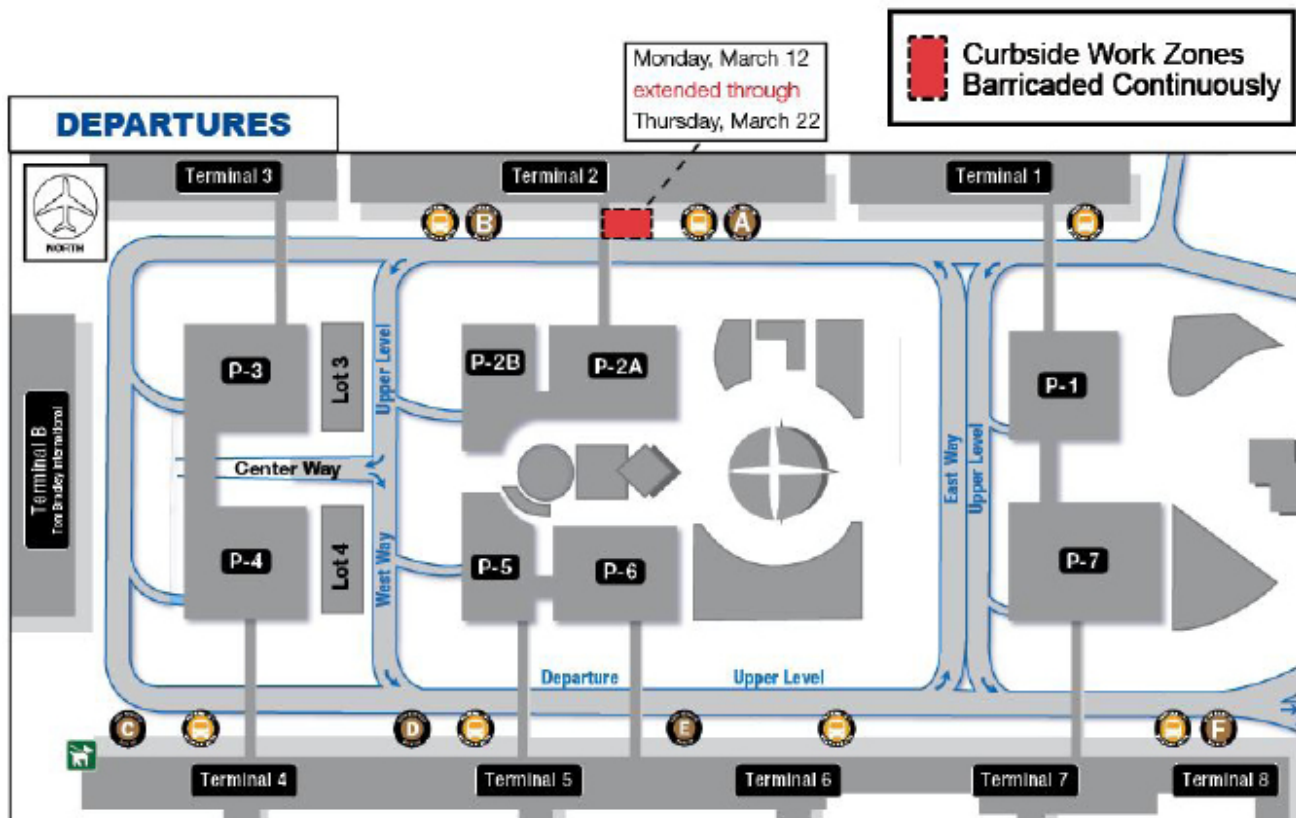 Curbside Work Zones
Barricaded Continuously
Monday, March 12
extended through
Thursday, March 22
DEPARTURES
NORTH
Terminal 3
Terminal 2
Terminal 1
B
A
Upper Level
P-3
Lot 3
P-2B
P-2A
P-1
Terminal B
Tom Bradley International
Center Way
East Way
Upper Level
P-4
Lot 4
West Way
P-5
P-6
P-7
Departure
Upper Level
C
D
E
F
Terminal 4
Terminal 5
Terminal 6
Terminal 7
Terminal 8